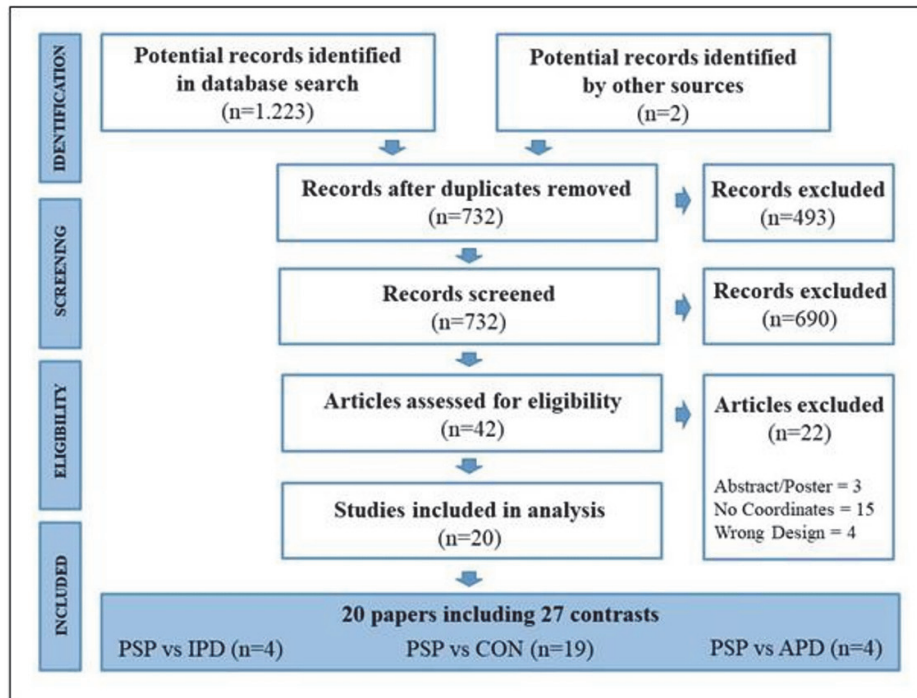 IDENTIFICATION
Potential records identified
in database search
(n=1.223)
Potential records identified
by other sources
(n=2)
Records after duplicates removed
(n=732)
Records excluded
(n=493)
SCREENING
Records screened
(n=732)
Records excluded
(n=690)
ELIGIBILITY
Articles assessed for eligibility
(n=42)
Articles excluded
(n=22)
Abstract/Poster = 3
No Coordinates = 15
Wrong Design = 4
Studies included in analysis
(n=20)
INCLUDED
20 papers including 27 contrasts
PSP vs IPD (n=4) PSP vs CON (n=19) PSP vs APD (n=4)